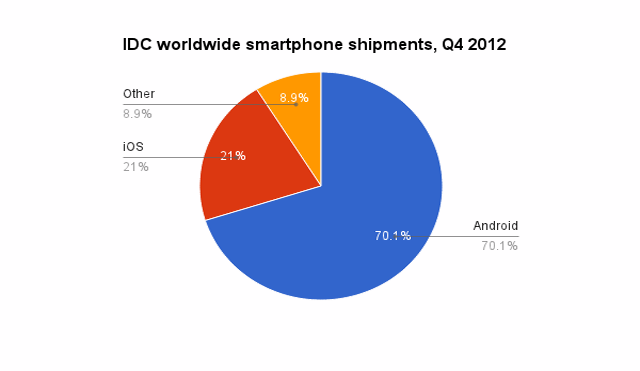 IDC worldwide smartphone shipments, Q4 2012
Other
8.9%
8.9%
iOS
21%
21%
Android
70.1%
70.1%